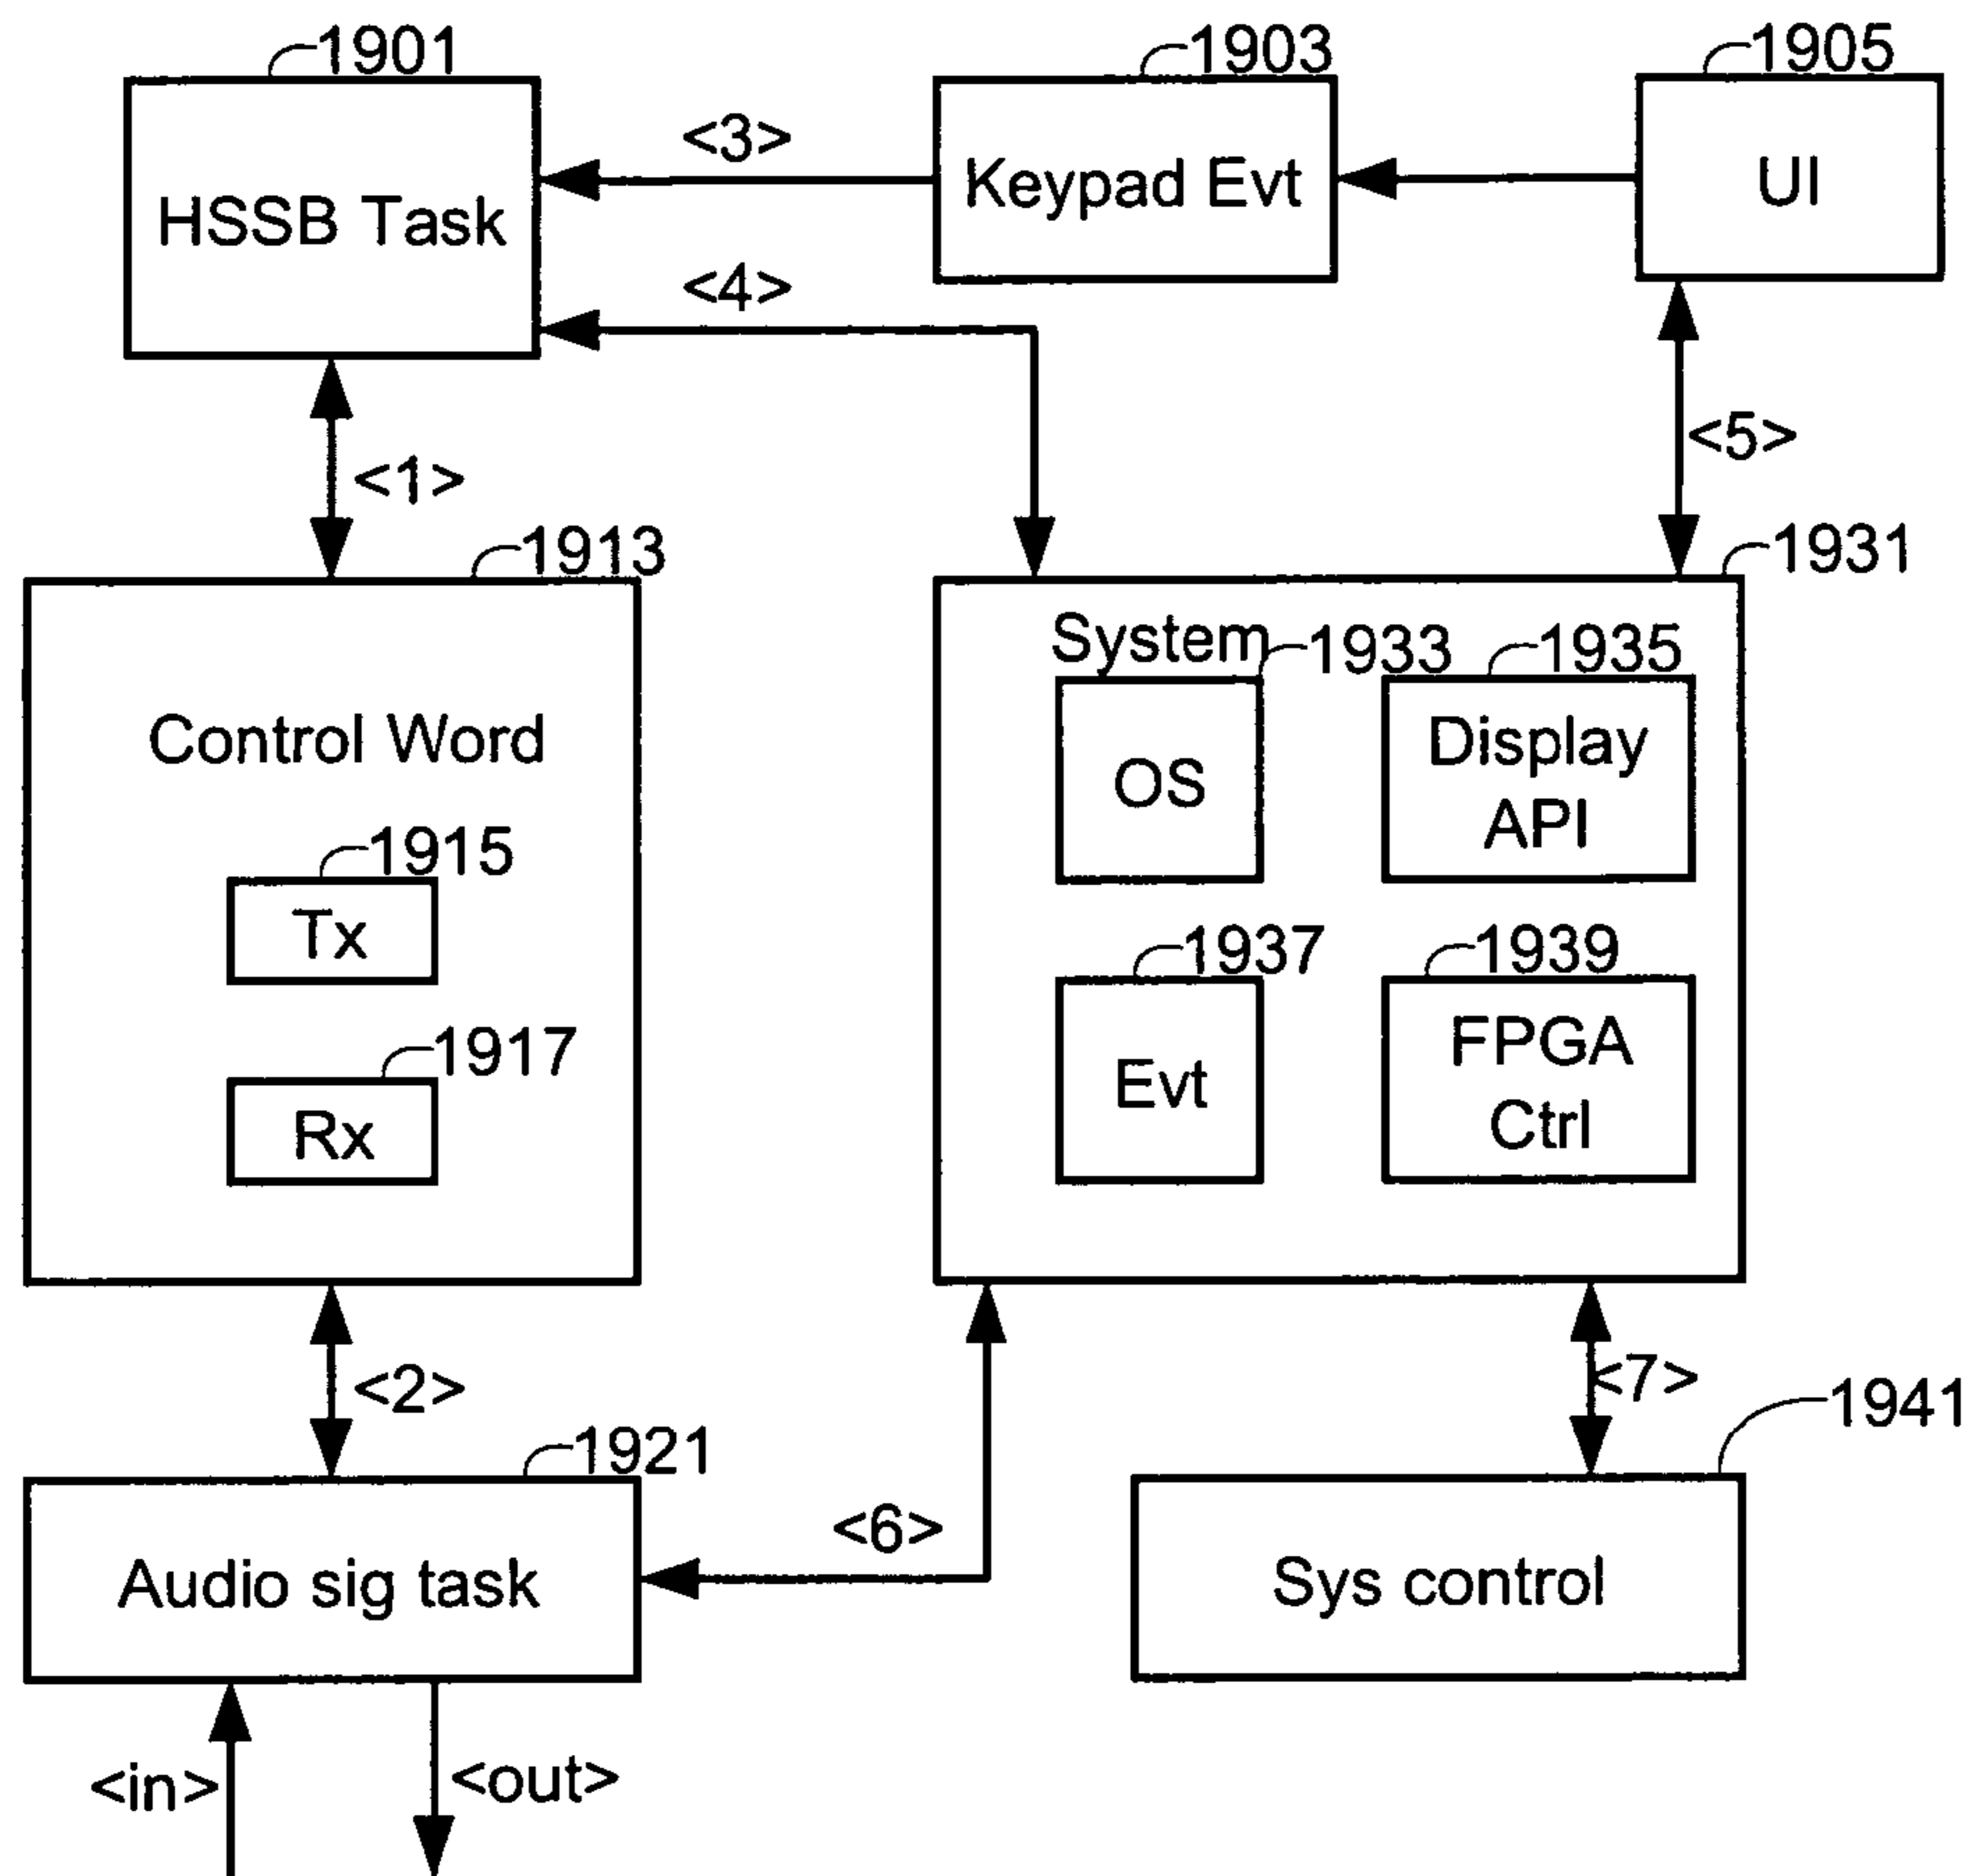 1901
1903
1905
HSSB Task
<3>
Keypad Evt
UI
<4>
<1>
<5>
1913
1931
Control Word
System
1933
1935
OS
Display
API
1915
Tx
1937
1939
Evt
FPGA
Ctrl
1917
Rx
<2>
<7>
1941
1921
Audio sig task
<6>
Sys control
<in>
<out>